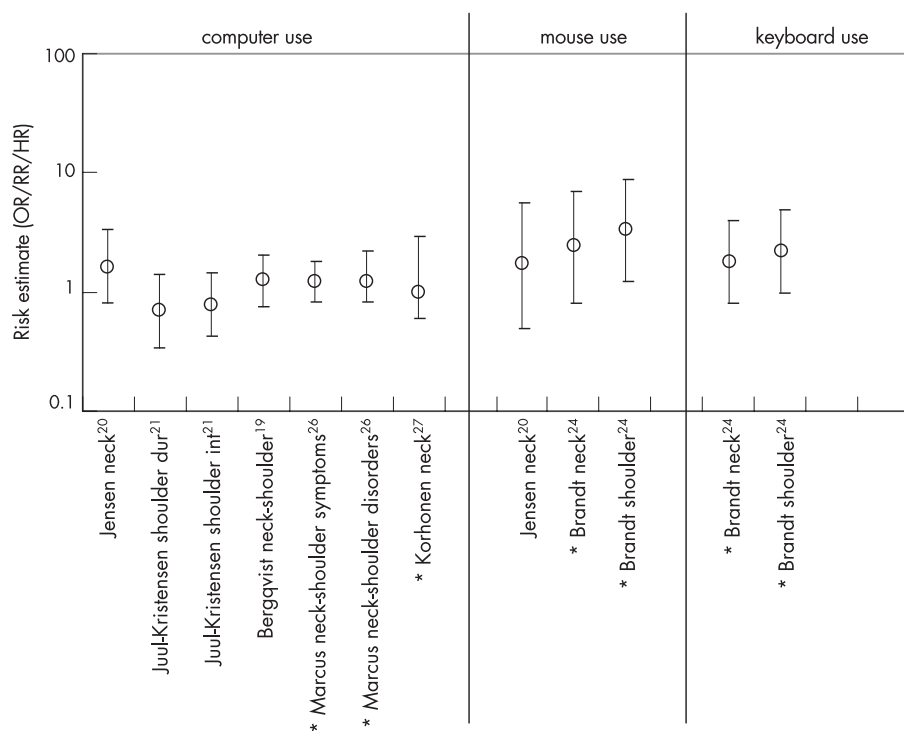 computer use
mouse use
keyboard use
Risk estimate (OR/RR/HR)
100
10
1
0.1
Jensen neck20
Juul-Kristensen shoulder dur21
Juul-Kristensen shoulder int21
Bergqvist neck-shoulder19
* Marcus neck-shoulder symptoms26
* Marcus neck-shoulder disorders26
* Korhonen neck27
Jensen neck20
* Brandt neck24
* Brandt shoulder24
* Brandt neck24
* Brandt shoulder24